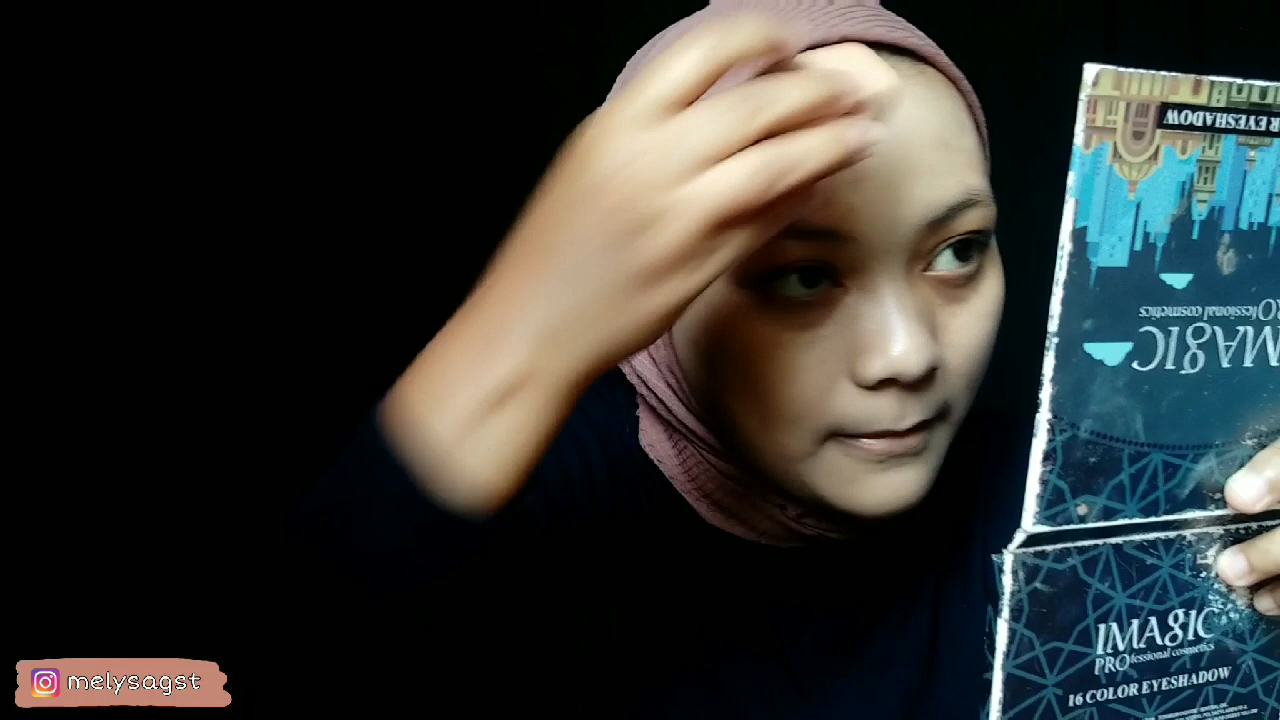 R EYESHADOW
ROfessional cosmetics
IMAGIC
IMAGIC
PROfessional cosmetics
16 COLOR EYESHADOW
melysagst